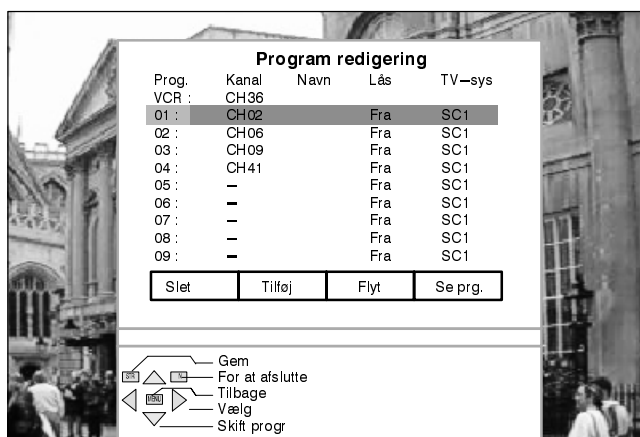 Program redigering
Prog. Kanal Navn Lås TV-sys
VCR : CH36
01 : CH02 Fra SC1
02 : CH06 Fra SC1
03 : CH09 Fra SC1
04 : CH41 Fra SC1
05 : – Fra SC1
06 : – Fra SC1
07 : – Fra SC1
08 : – Fra SC1
09 : – Fra SC1
Slet Tilføj Flyt Se prg.
Gem
STR N For at afslutte
MENU Tilbage
Vælg
Skift progr